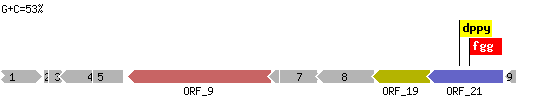 G+C=53%
dppy
fgg
1 2 3 4 5 7 8 9
ORF_9 ORF_19 ORF_21